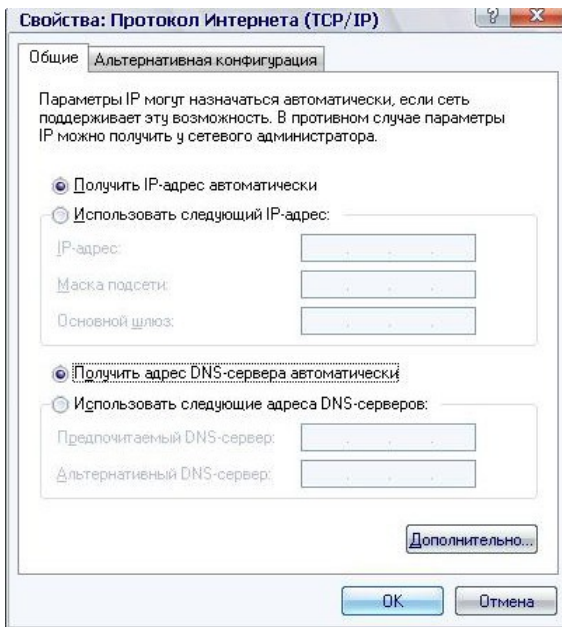 Свойства: Протокол Интернета (TCP/IP)
Общие
Альтернативная конфигурация
Параметры IP могут назначаться автоматически, если сеть
поддерживает эту возможность. В противном случае параметры
IP можно получить у сетевого администратора.
Получить IP-адрес автоматически
Использовать следующий IP-адрес:
IP-адрес:
Маска подсети:
Основной шлюз:
Получить адрес DNS-сервера автоматически
Использовать следующие адреса DNS-серверов:
Предпочитаемый DNS-сервер:
Альтернативный DNS-сервер:
Дополнительно...
OK
Отмена